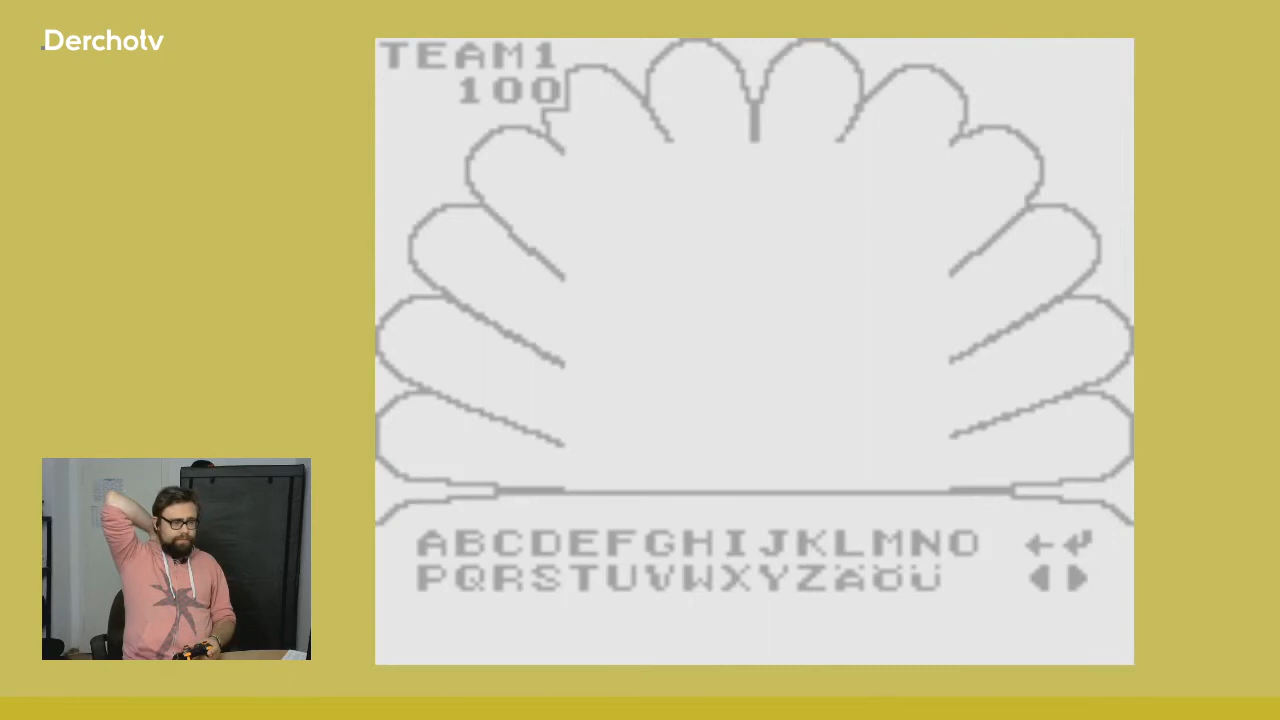 Derchotv
TEAM1
100
ABCDEFGHIJKLMNO
PQRSTUVWXYZÄÖÜ